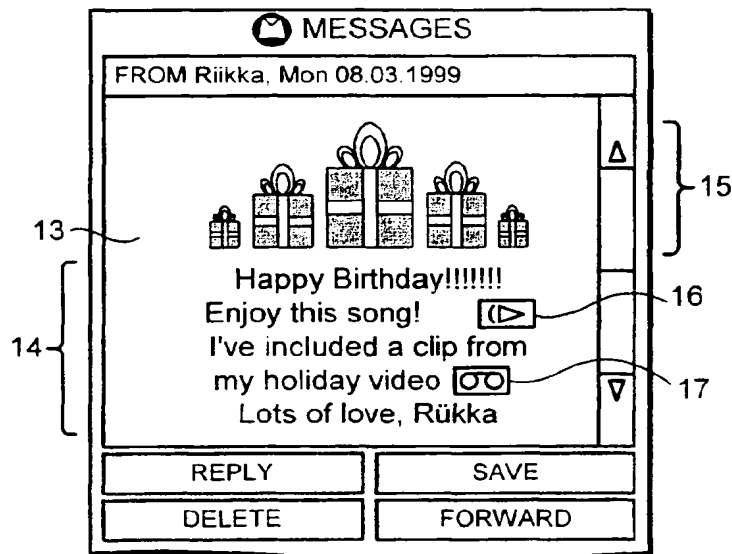 MESSAGES
FROM Riikka, Mon 08.03.1999
15
13
Happy Birthday!!!!!!!
16
Enjoy this song!
14
I've included a clip from
my holiday video
17
Lots of love, Rükka
REPLY
SAVE
DELETE
FORWARD